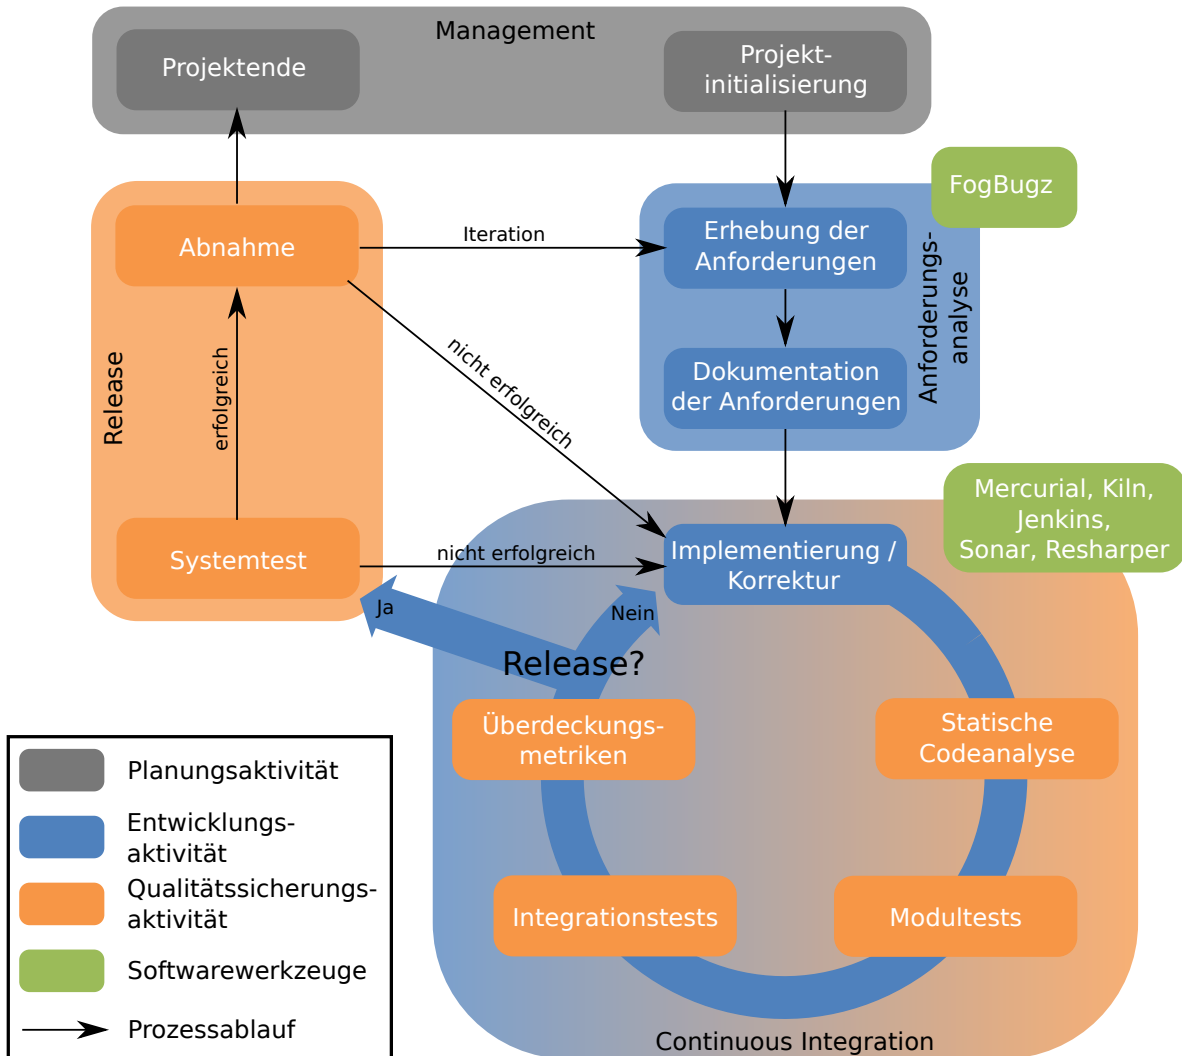 Management
Projektende
Projekt-
initialisierung
FogBugz
Abnahme
Iteration
Erhebung der
Anforderungen
Anforderungs-
analyse
Dokumentation
der Anforderungen
Release
erfolgreich
nicht erfolgreich
Systemtest
nicht erfolgreich
Implementierung /
Korrektur
Mercurial, Kiln,
Jenkins,
Sonar, Resharper
Ja
Nein
Release?
Überdeckungs-
metriken
Statische
Codeanalyse
Integrationstests
Modultests
Continuous Integration
Planungsaktivität
Entwicklungs-
aktivität
Qualitätssicherungs-
aktivität
Softwarewerkzeuge
Prozessablauf